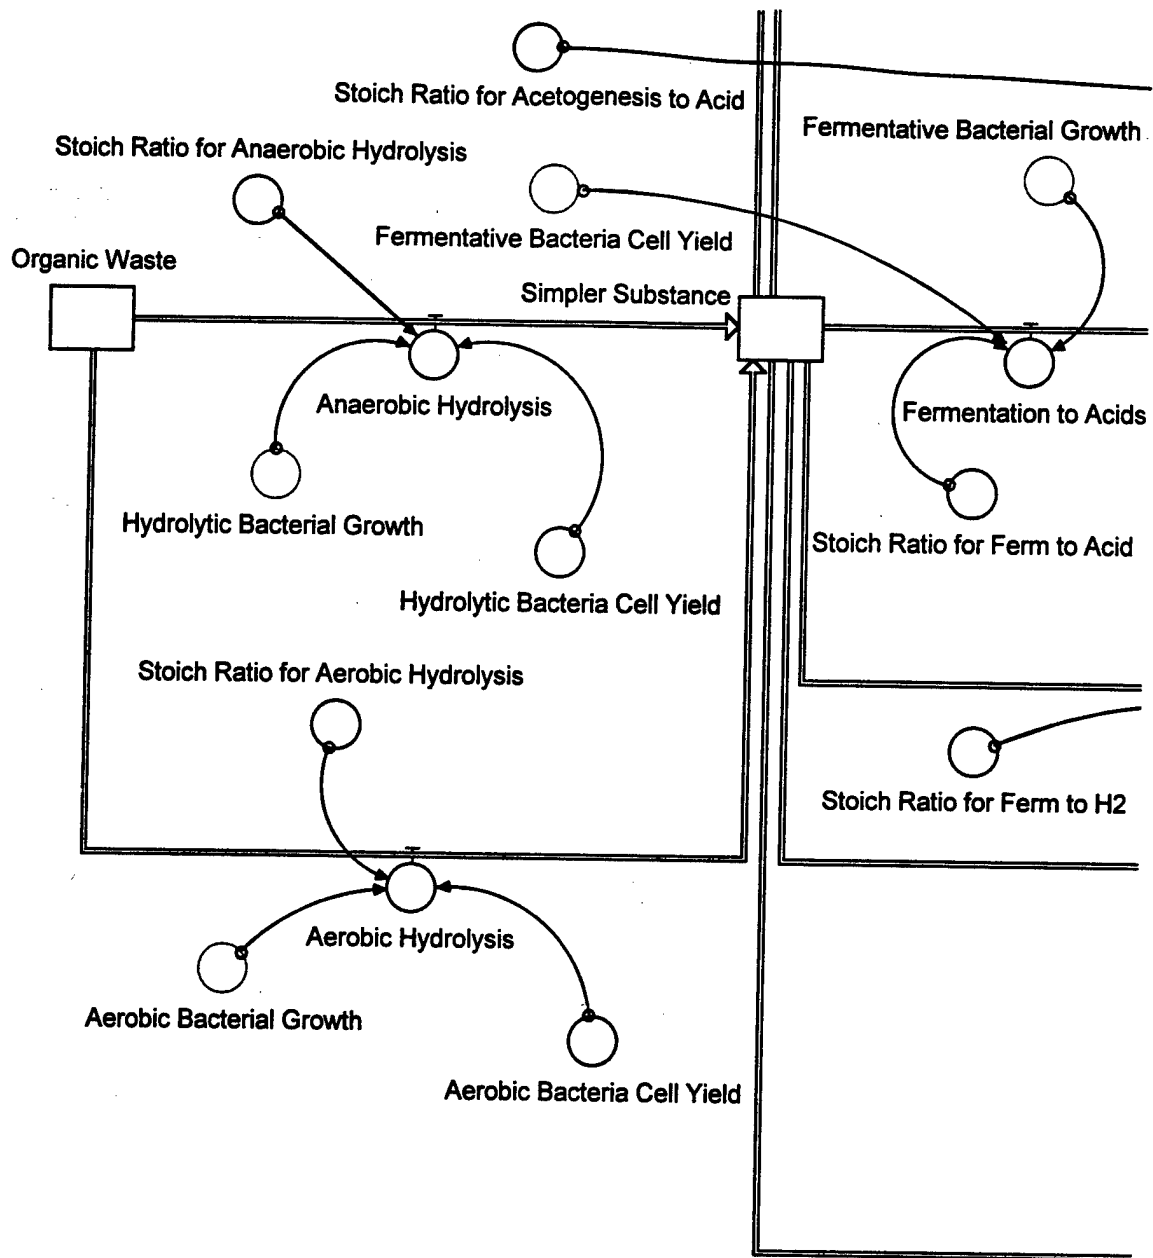 Stoich Ratio for Acetogenesis to Acid
Fermentative Bacterial Growth
Stoich Ratio for Anaerobic Hydrolysis
Fermentative Bacteria Cell Yield
Organic Waste
Simpler Substance
Anaerobic Hydrolysis
Fermentation to Acids
Hydrolytic Bacterial Growth
Stoich Ratio for Ferm to Acid
Hydrolytic Bacteria Cell Yield
Stoich Ratio for Aerobic Hydrolysis
Stoich Ratio for Ferm to H2
Aerobic Hydrolysis
Aerobic Bacterial Growth
Aerobic Bacteria Cell Yield